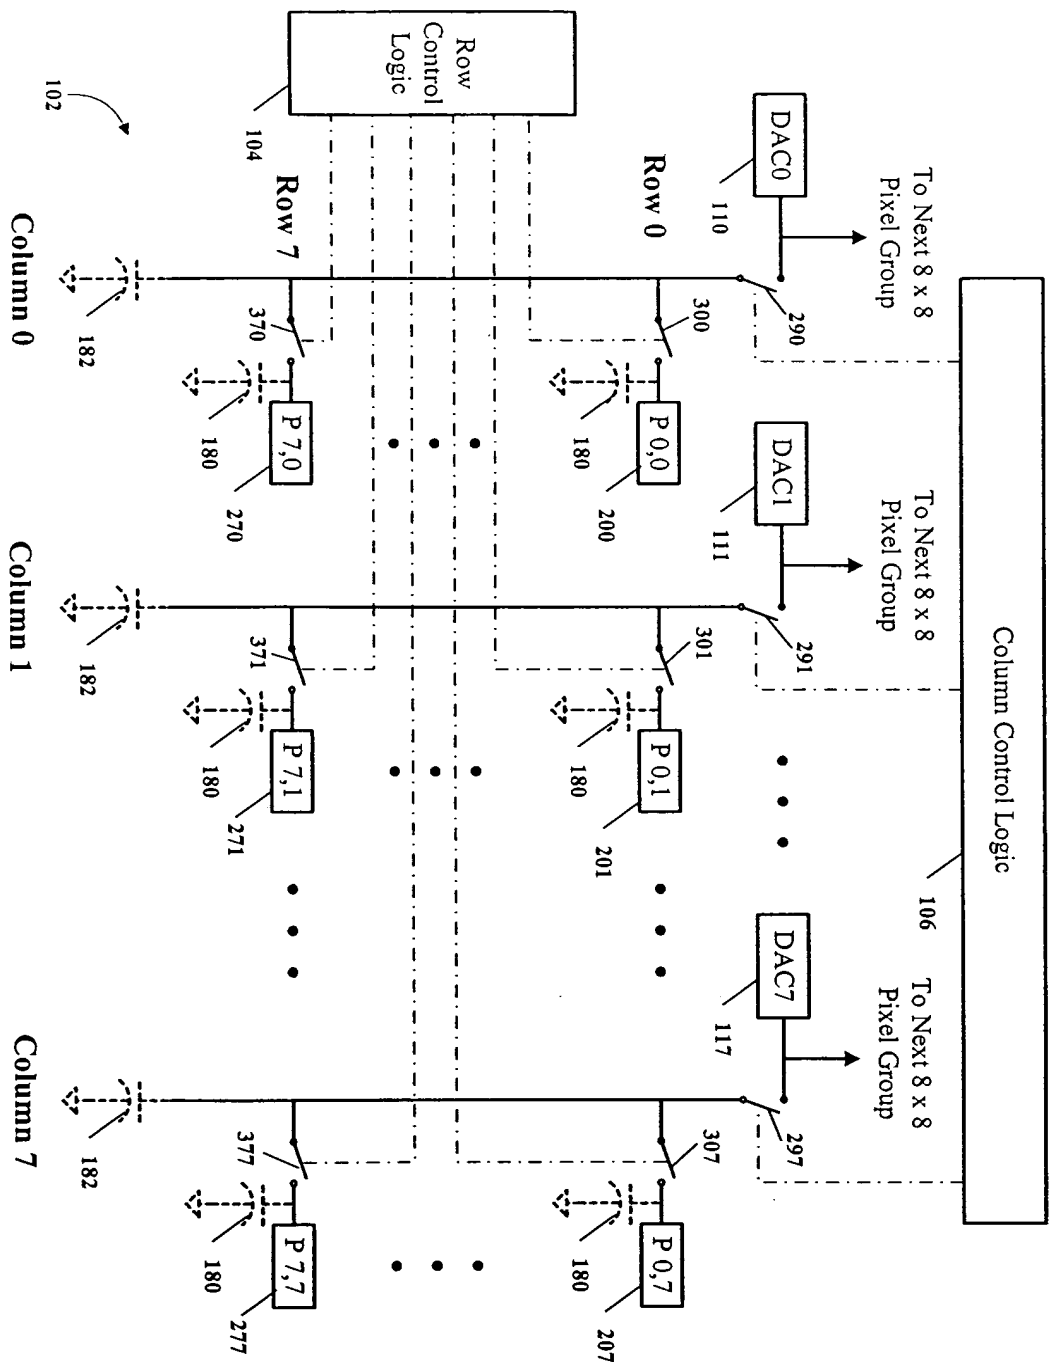 Column Control Logic
106
To Next 8 x 8
Pixel Group
To Next 8 x 8
Pixel Group
To Next 8 x 8
Pixel Group
DAC0
110
290
DAC1
111
291
DAC7
117
297
Row
Control
Logic
104
Row 0
300
P 0,0
180
200
301
P 0,1
180
201
307
P 0,7
180
207
Row 7
370
P 7,0
180
270
371
P 7,1
180
271
377
P 7,7
180
277
102
182
182
182
Column 0
Column 1
Column 7